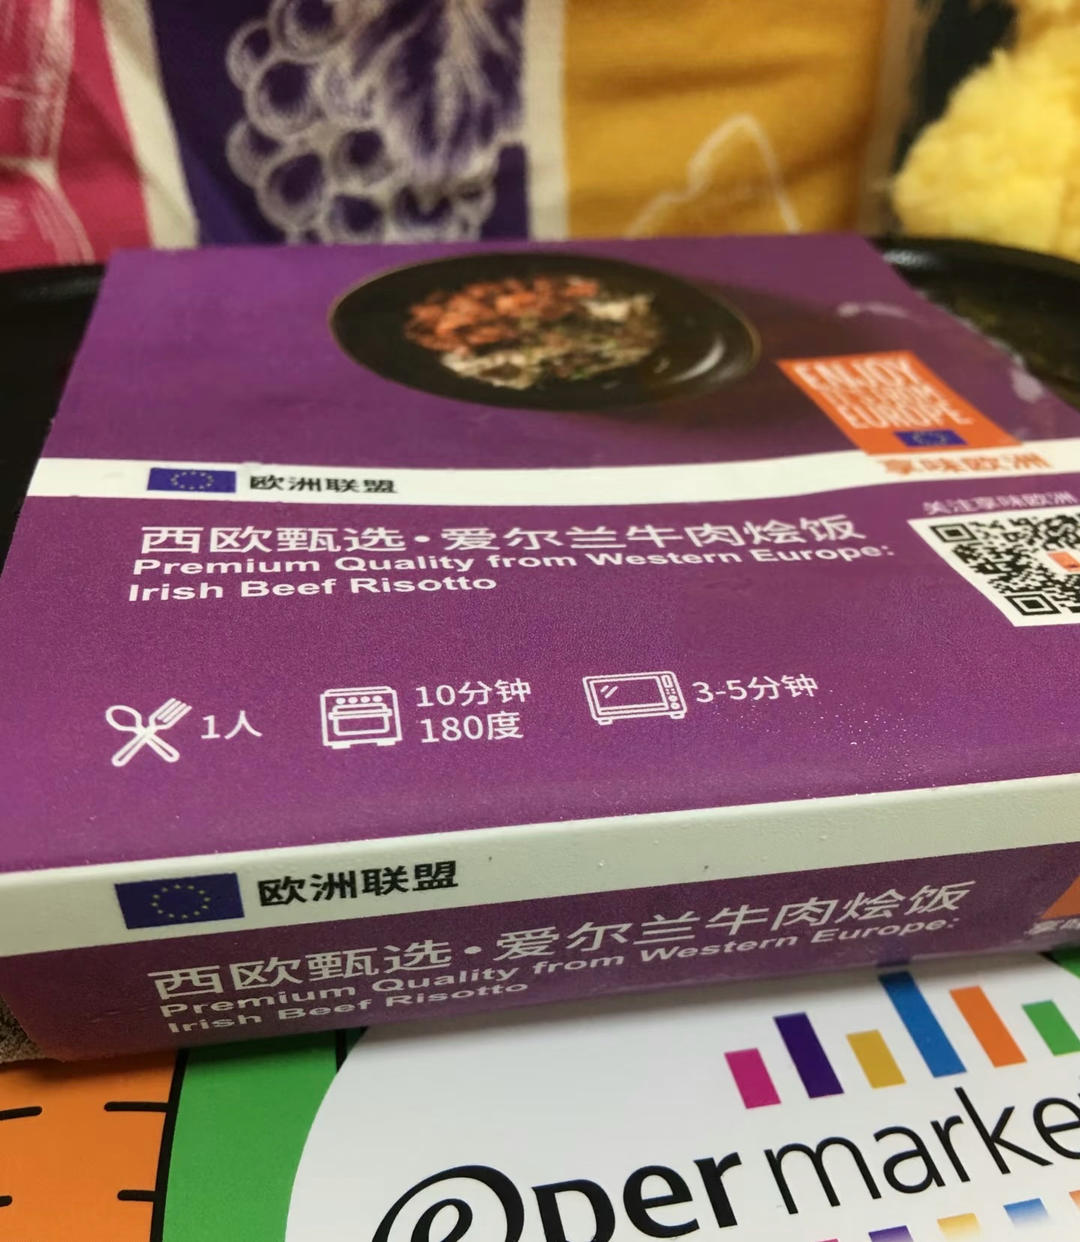 ENJOY
IT'S FROM
EUROPE
享味欧洲
欧洲联盟
关注享味欧洲
西欧甄选·爱尔兰牛肉烩饭
Premium Quality from Western Europe:
Irish Beef Risotto
1人
10分钟
180度
3-5分钟
欧洲联盟
西欧甄选·爱尔兰牛肉烩饭
Premium Quality from Western Europe:
Irish Beef Risotto
eper marke